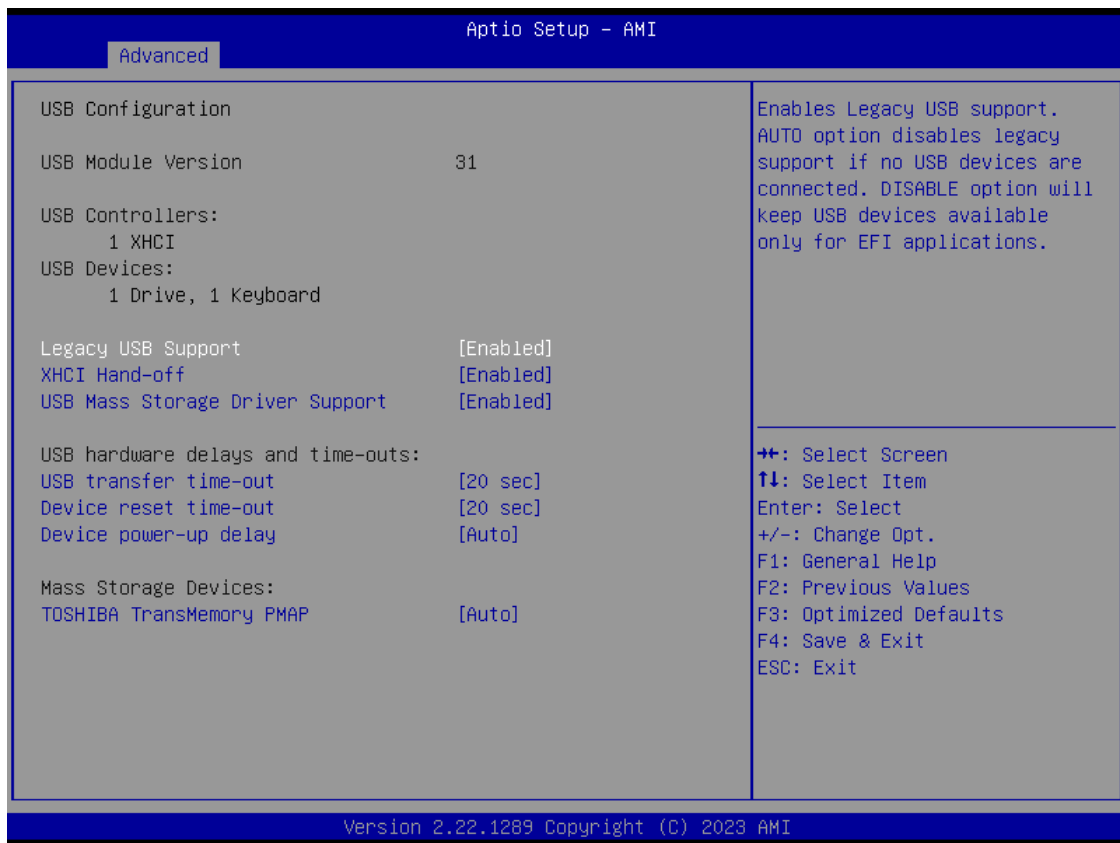 Aptio Setup – AMI
Advanced
USB Configuration
USB Module Version 31
USB Controllers:
1 XHCI
USB Devices:
1 Drive, 1 Keyboard
Legacy USB Support [Enabled]
XHCI Hand-off [Enabled]
USB Mass Storage Driver Support [Enabled]
USB hardware delays and time-outs:
USB transfer time-out [20 sec]
Device reset time-out [20 sec]
Device power-up delay [Auto]
Mass Storage Devices:
TOSHIBA TransMemory PMAP [Auto]
Enables Legacy USB support.
AUTO option disables legacy
support if no USB devices are
connected. DISABLE option will
keep USB devices available
only for EFI applications.
→←: Select Screen
↑↓: Select Item
Enter: Select
+/-: Change Opt.
F1: General Help
F2: Previous Values
F3: Optimized Defaults
F4: Save & Exit
ESC: Exit
Version 2.22.1289 Copyright (C) 2023 AMI